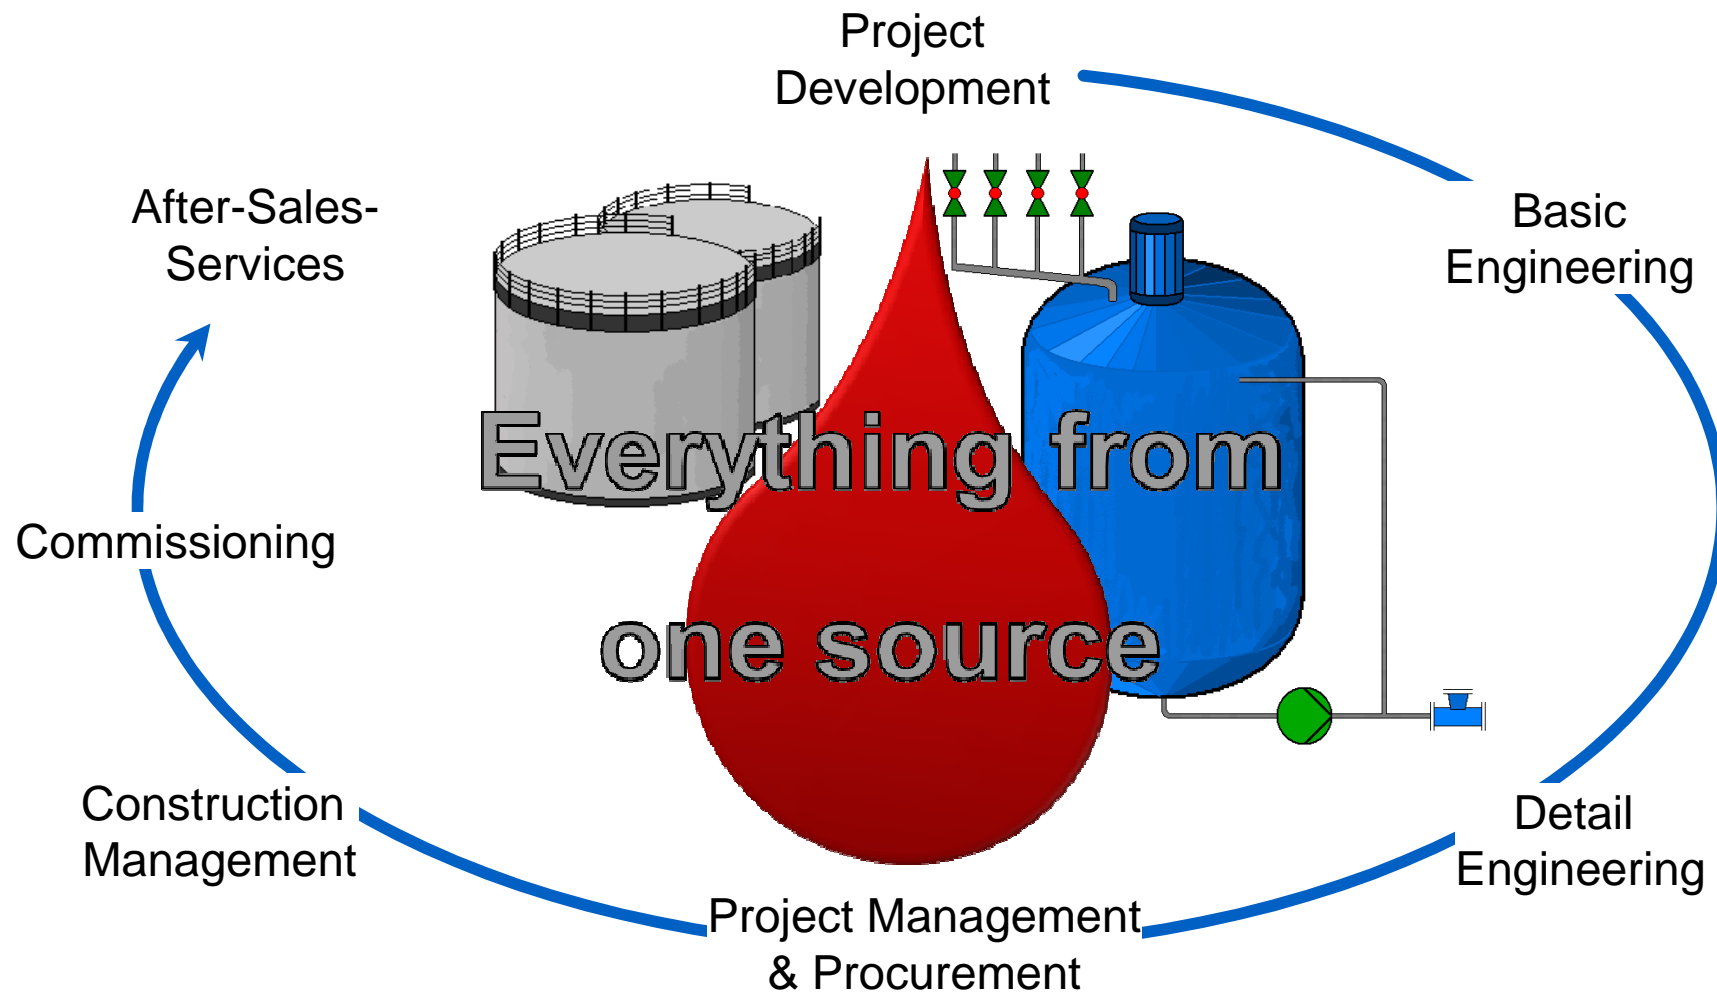 Project
Development
Basic
Engineering
Detail
Engineering
Project Management
& Procurement
Construction
Management
Commissioning
After-Sales-
Services
Everything from
one source